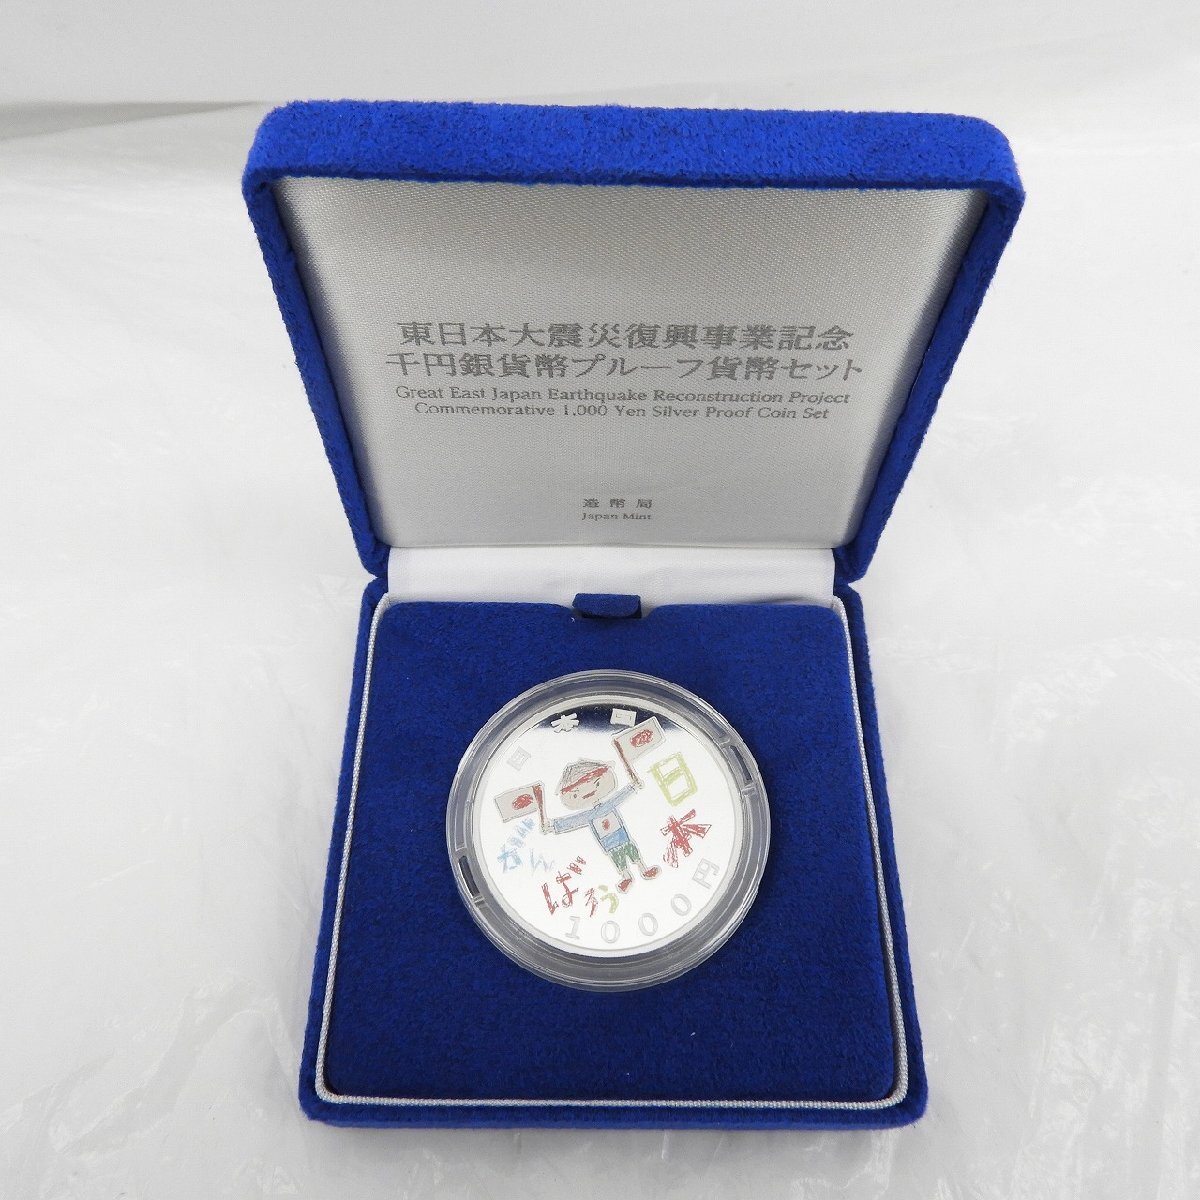 東日本大震災復興事業記念
千円銀貨幣プルーフ貨幣セット
Great East Japan Earthquake Reconstruction Project
Commemorative 1,000 Yen Silver Proof Coin Set
造幣局
Japan Mint
日本国
がんばろう日本
1000円